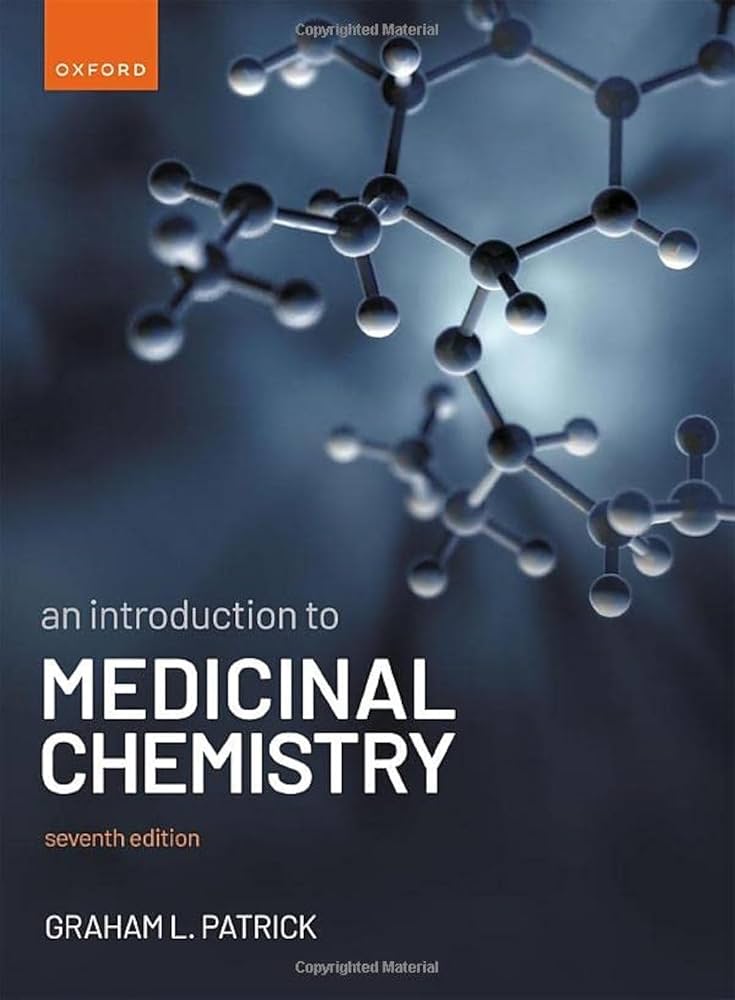 Copyrighted Material
OXFORD
an introduction to
MEDICINAL
CHEMISTRY
seventh edition
GRAHAM L. PATRICK
Copyrighted Material